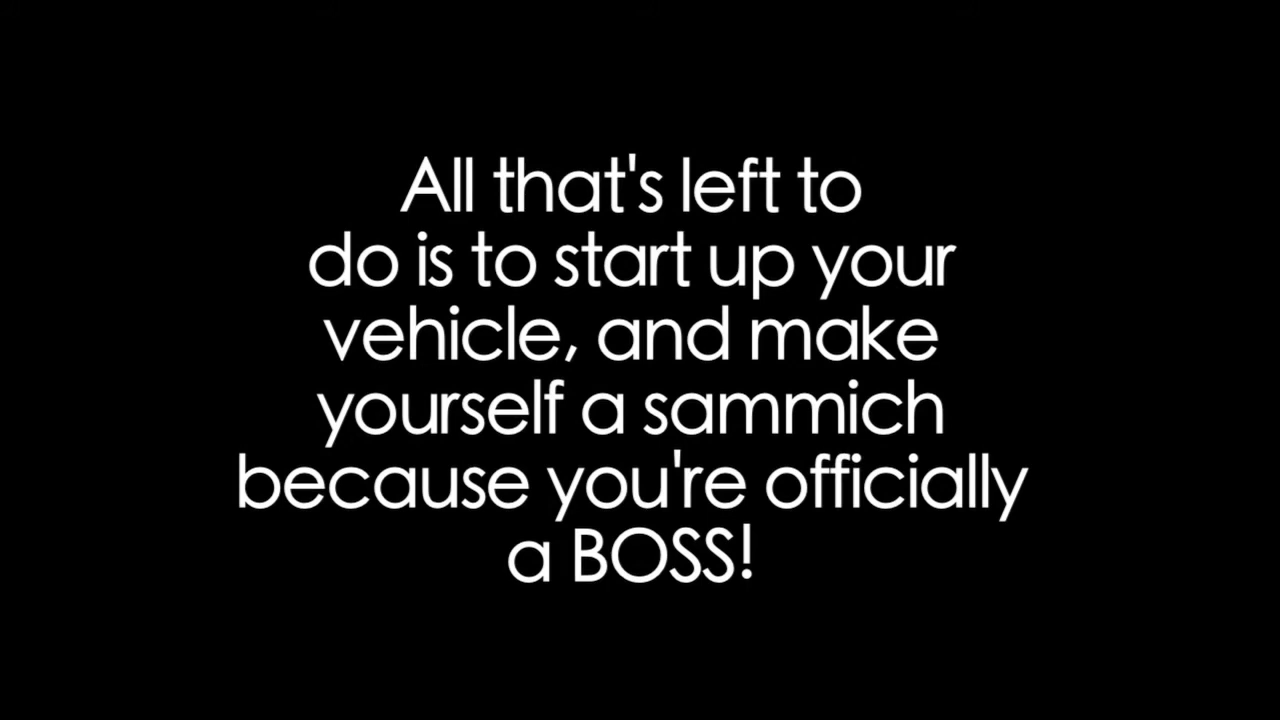 All that's left to
do is to start up your
vehicle, and make
yourself a sammich
because you're officially
a BOSS!